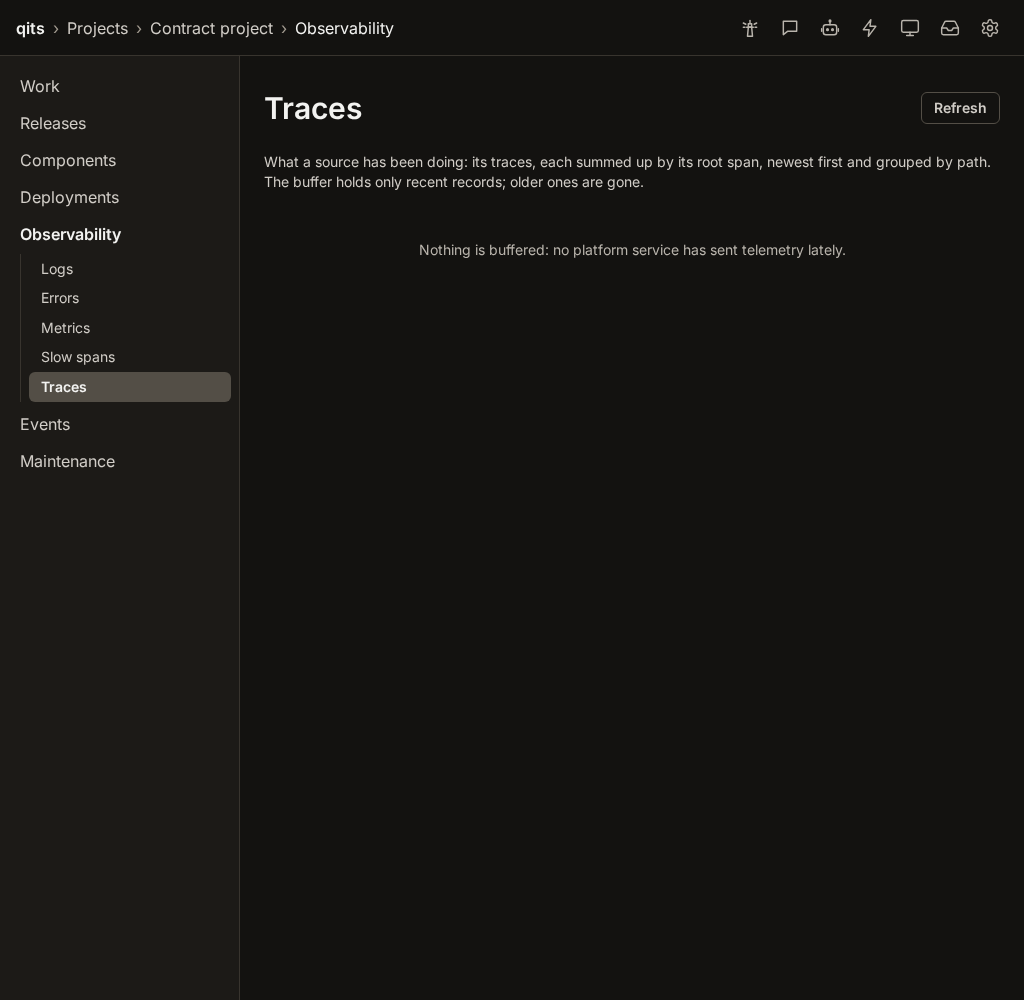 qits › Projects › Contract project › Observability
Work
Releases
Components
Deployments
Observability
Logs
Errors
Metrics
Slow spans
Traces
Events
Maintenance
Traces
Refresh
What a source has been doing: its traces, each summed up by its root span, newest first and grouped by path.
The buffer holds only recent records; older ones are gone.
Nothing is buffered: no platform service has sent telemetry lately.